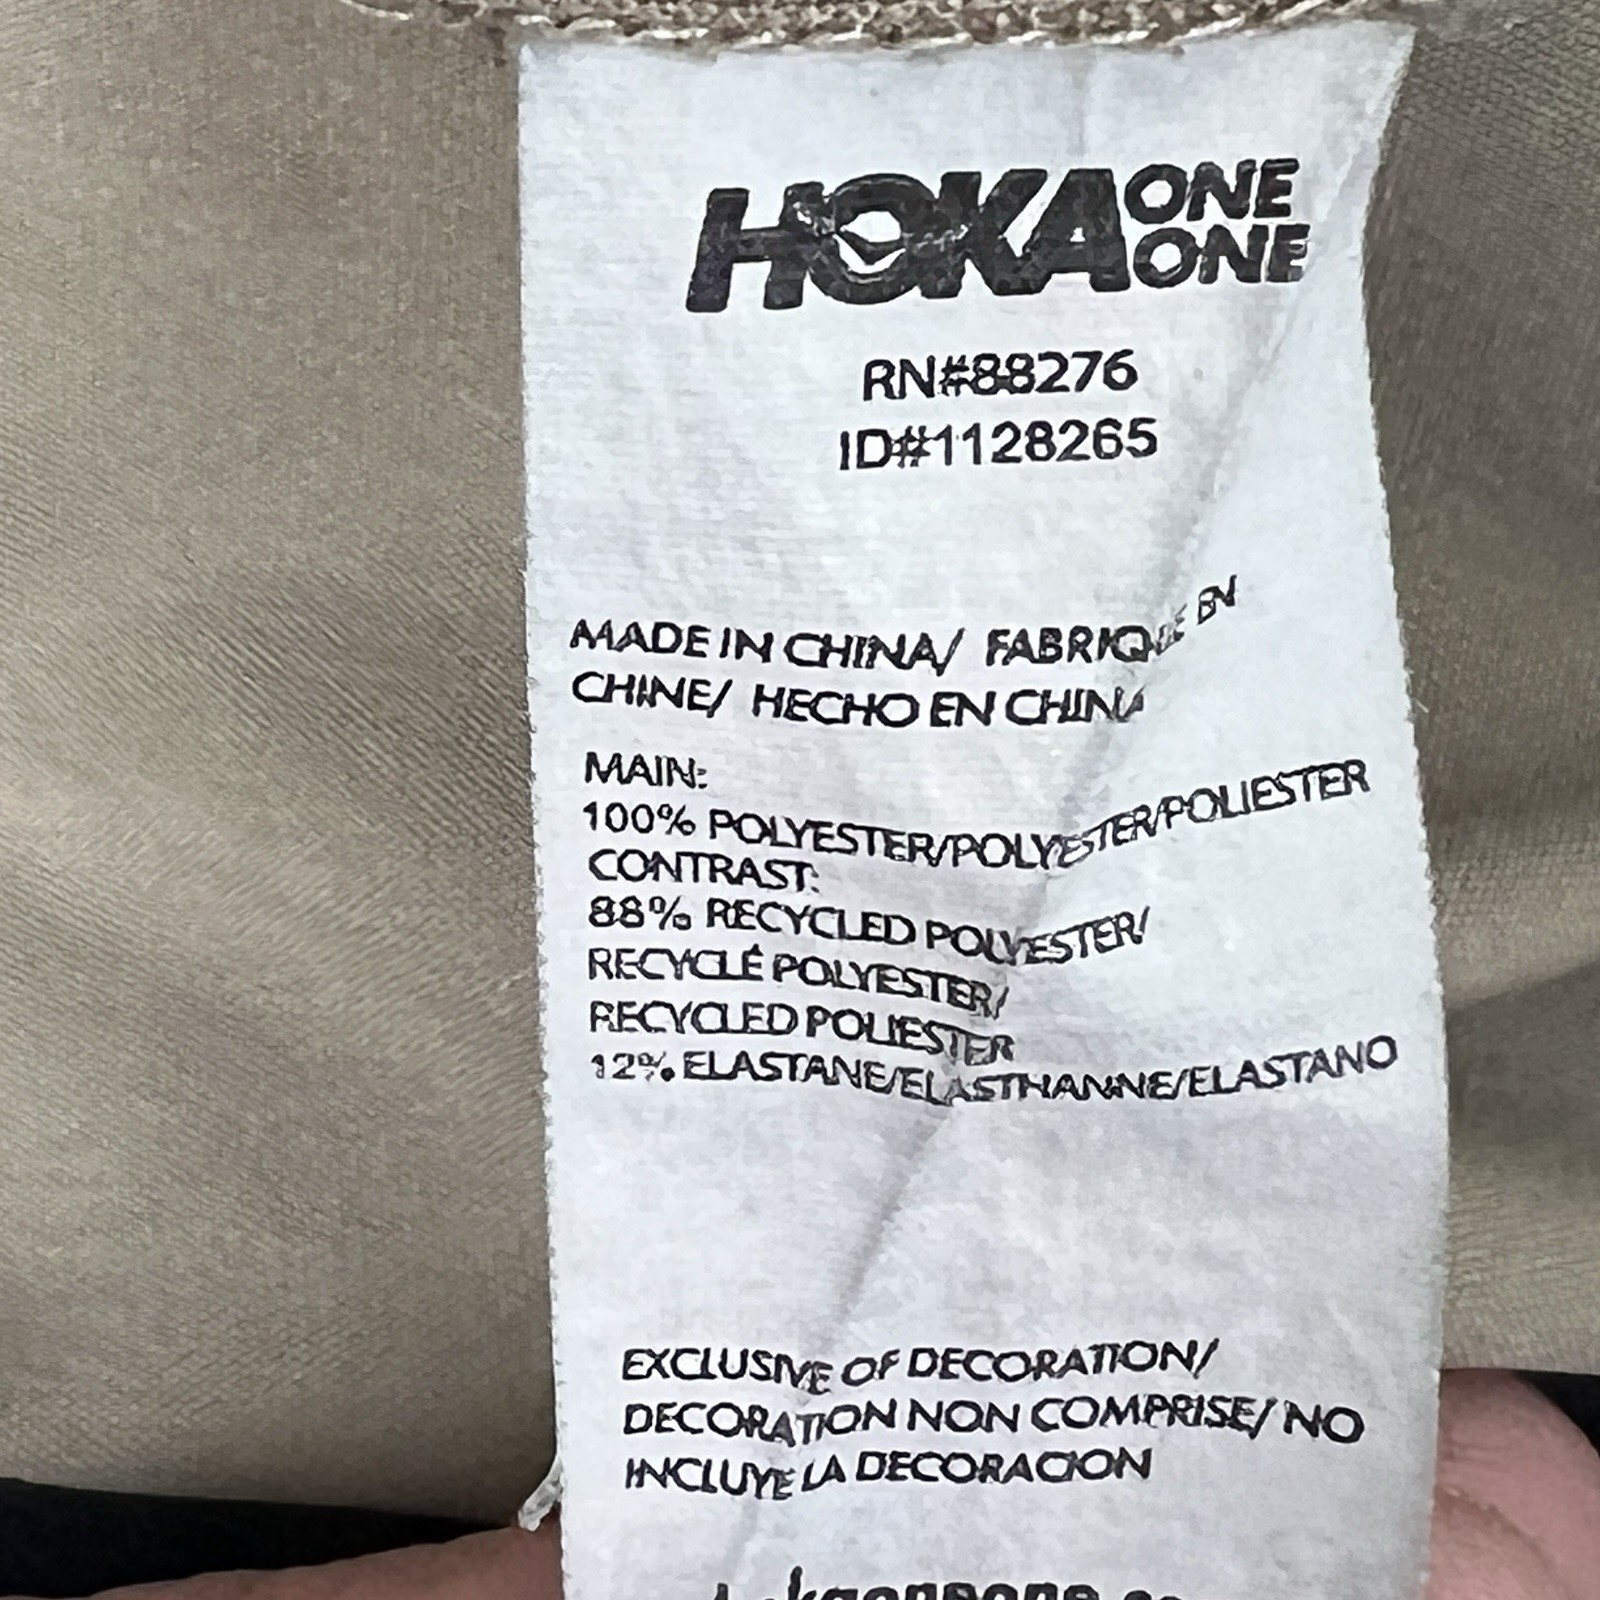 HOKA ONE ONE
RN#88276
ID#1128265
MADE IN CHINA/ FABRIQUE EN
CHINE/ HECHO EN CHINA
MAIN:
100% POLYESTER/POLYESTER/POLIESTER
CONTRAST:
88% RECYCLED POLYESTER/
RECYCLÉ POLYESTER/
RECYCLED POLIESTER
12% ELASTANE/ELASTHANNE/ELASTANO
EXCLUSIVE OF DECORATION/
DECORATION NON COMPRISE/ NO
INCLUYE LA DECORACION